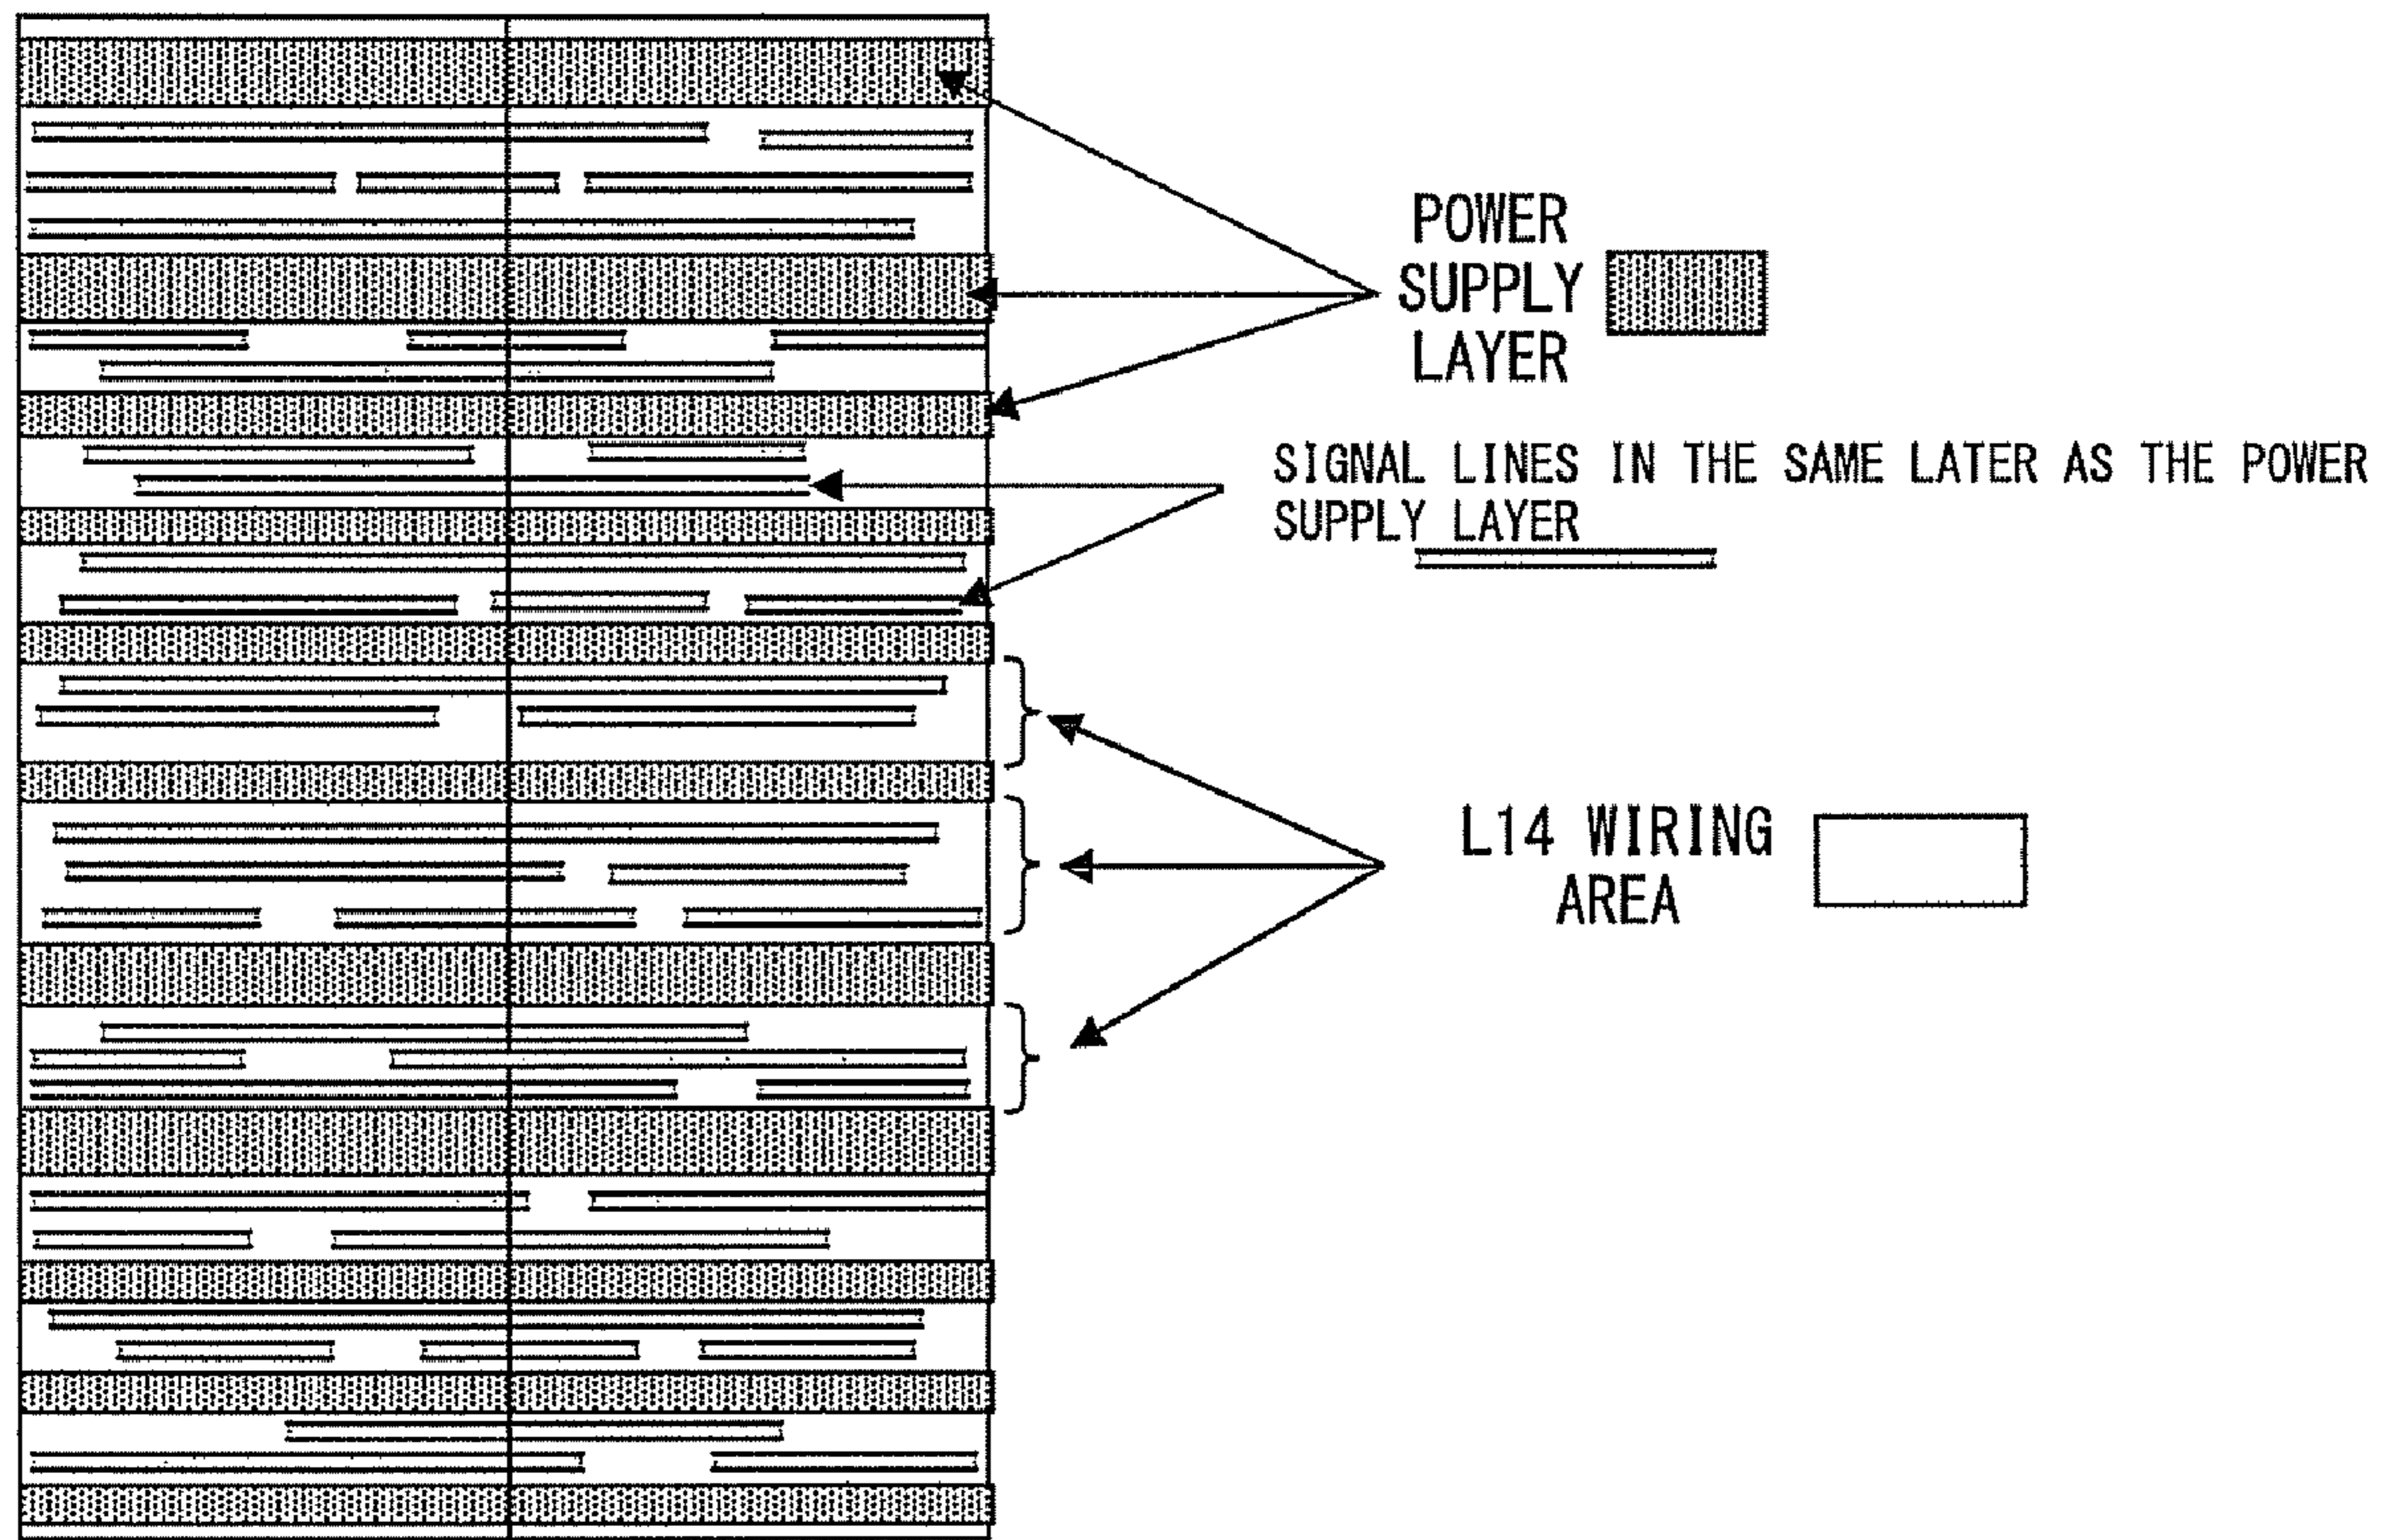 POWER
SUPPLY
LAYER
SIGNAL LINES IN THE SAME LATER AS THE POWER
SUPPLY LAYER
L14 WIRING
AREA